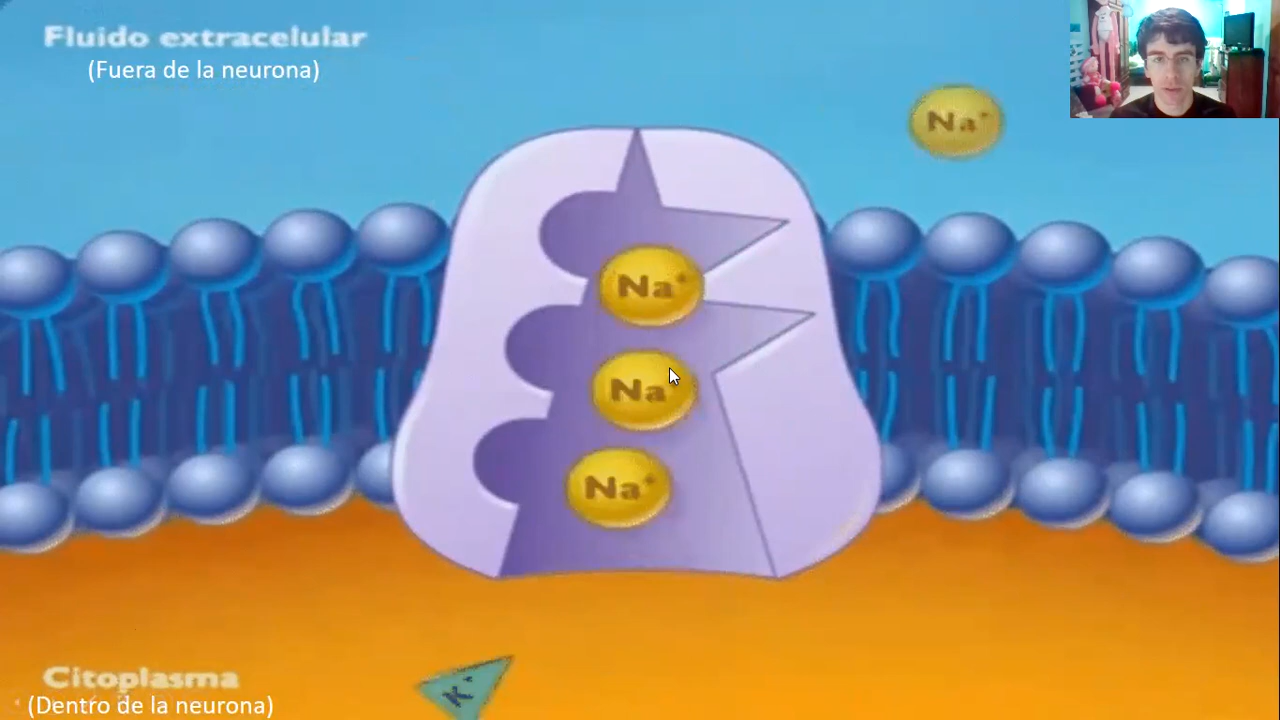 Fluido extracelular
(Fuera de la neurona)
Na⁺
Na⁺
Na⁺
Na⁺
Citoplasma
K⁺
(Dentro de la neurona)